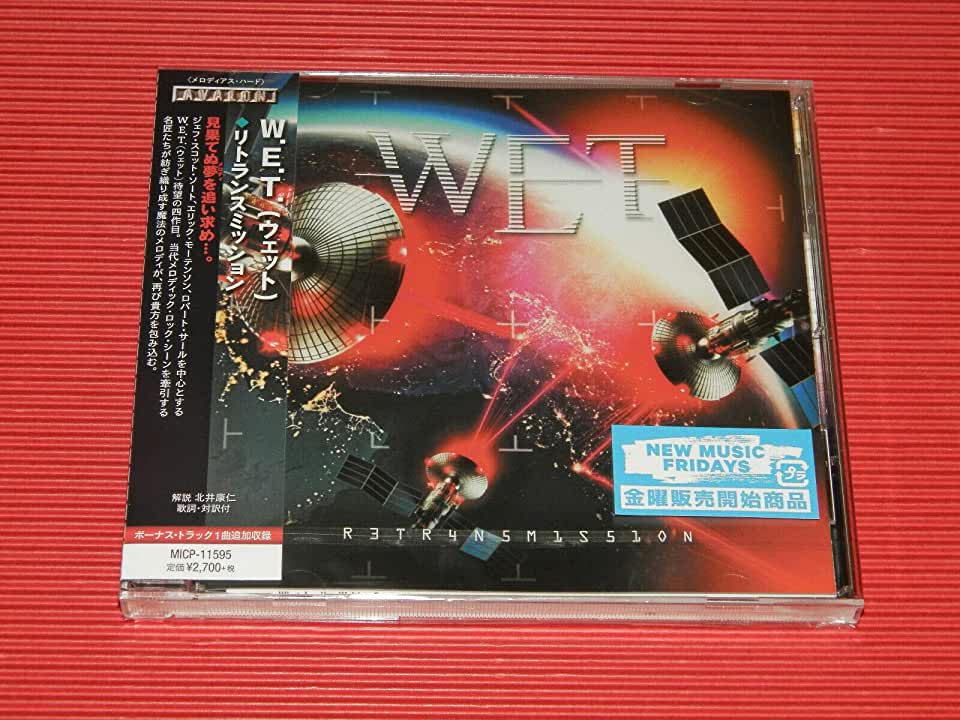 〈メロディアス・ハード〉
AVALON
W.E.T.(ウェット)
◆リトランスミッション
見果てぬ夢を追い求め…。
ジェフ・スコット・ソート、エリック・モーテンソン、ロバート・サールを中心とする
W.E.T.(ウェット)待望の四作目。当代メロディック・ロック・シーンを牽引する
名匠たちが紡ぎ織り成す魔法のメロディが、再び貴方を包み込む。
解説 北井康仁
歌詞・対訳付
ボーナス・トラック1曲追加収録
MICP-11595
定価¥2,700+税
WET
NEW MUSIC
FRIDAYS
プラ
金曜販売開始商品
R3TR4N5M1S51ON